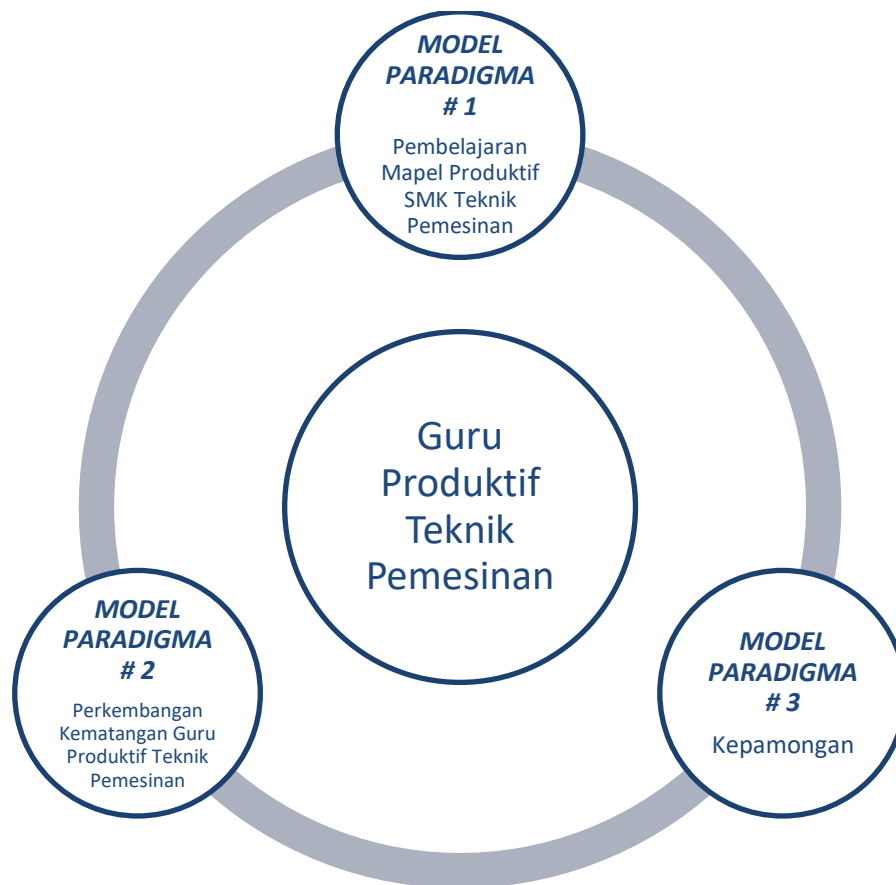 MODEL
PARADIGMA
# 1
Pembelajaran
Mapel Produktif
SMK Teknik
Pemesinan
Guru
Produktif
Teknik
Pemesinan
MODEL
PARADIGMA
# 2
Perkembangan
Kematangan Guru
Produktif Teknik
Pemesinan
MODEL
PARADIGMA
# 3
Kepamongan